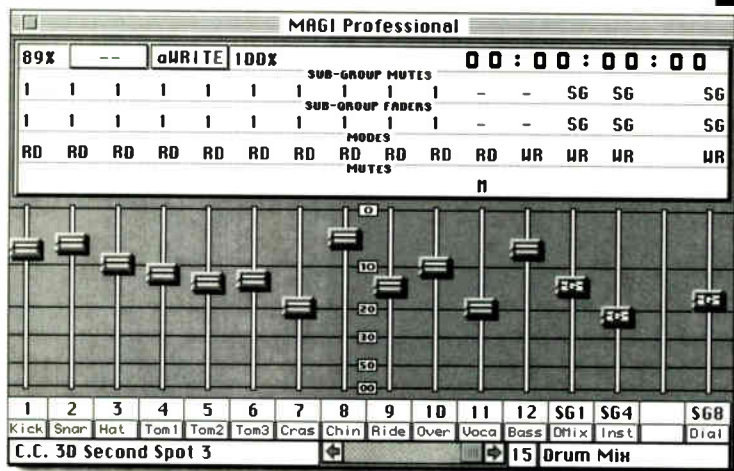 MAGI Professional
89% -- aWRITE 100% 00:00:00:00
SUB-GROUP MUTES
1 1 1 1 1 1 1 1 1 1 - - SG SG SG
SUB-GROUP FADERS
1 1 1 1 1 1 1 1 1 1 - - SG SG SG
MODES
RD RD RD RD RD RD RD RD RD RD RD WR WR WR WR
MUTES
M
0
10
20
30
50
00
1 2 3 4 5 6 7 8 9 10 11 12 SG1 SG4 SG8
Kick Snar Hat Tom1 Tom2 Tom3 Cras Chin Ride Over Voca Bass DMix Inst Dial
C.C. 3D Second Spot 3 15 Drum Mix